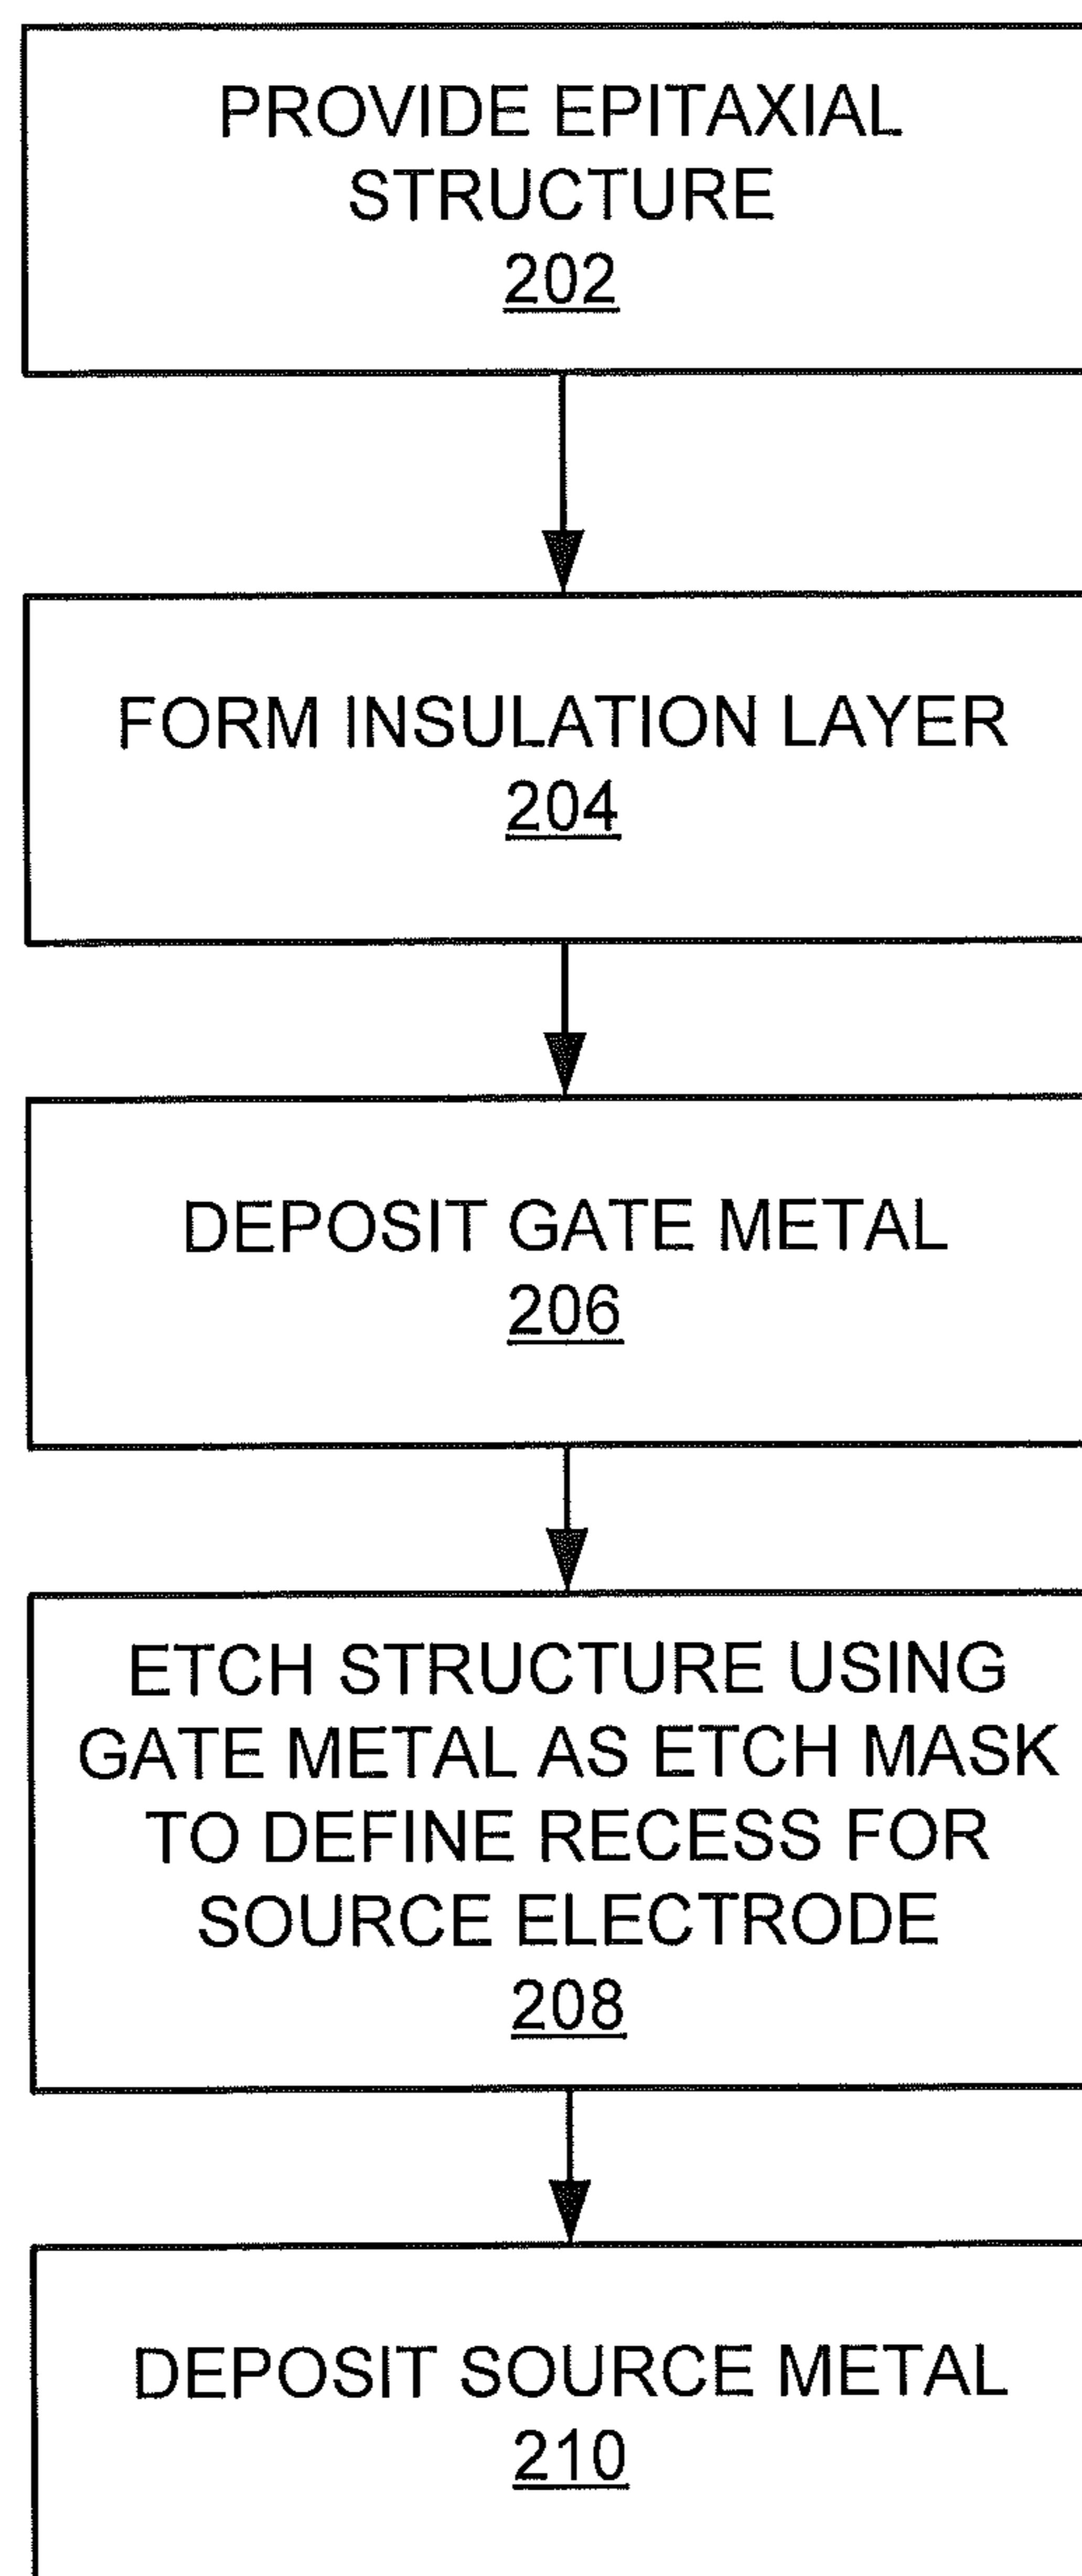 PROVIDE EPITAXIAL
STRUCTURE
202
FORM INSULATION LAYER
204
DEPOSIT GATE METAL
206
ETCH STRUCTURE USING
GATE METAL AS ETCH MASK
TO DEFINE RECESS FOR
SOURCE ELECTRODE
208
DEPOSIT SOURCE METAL
210